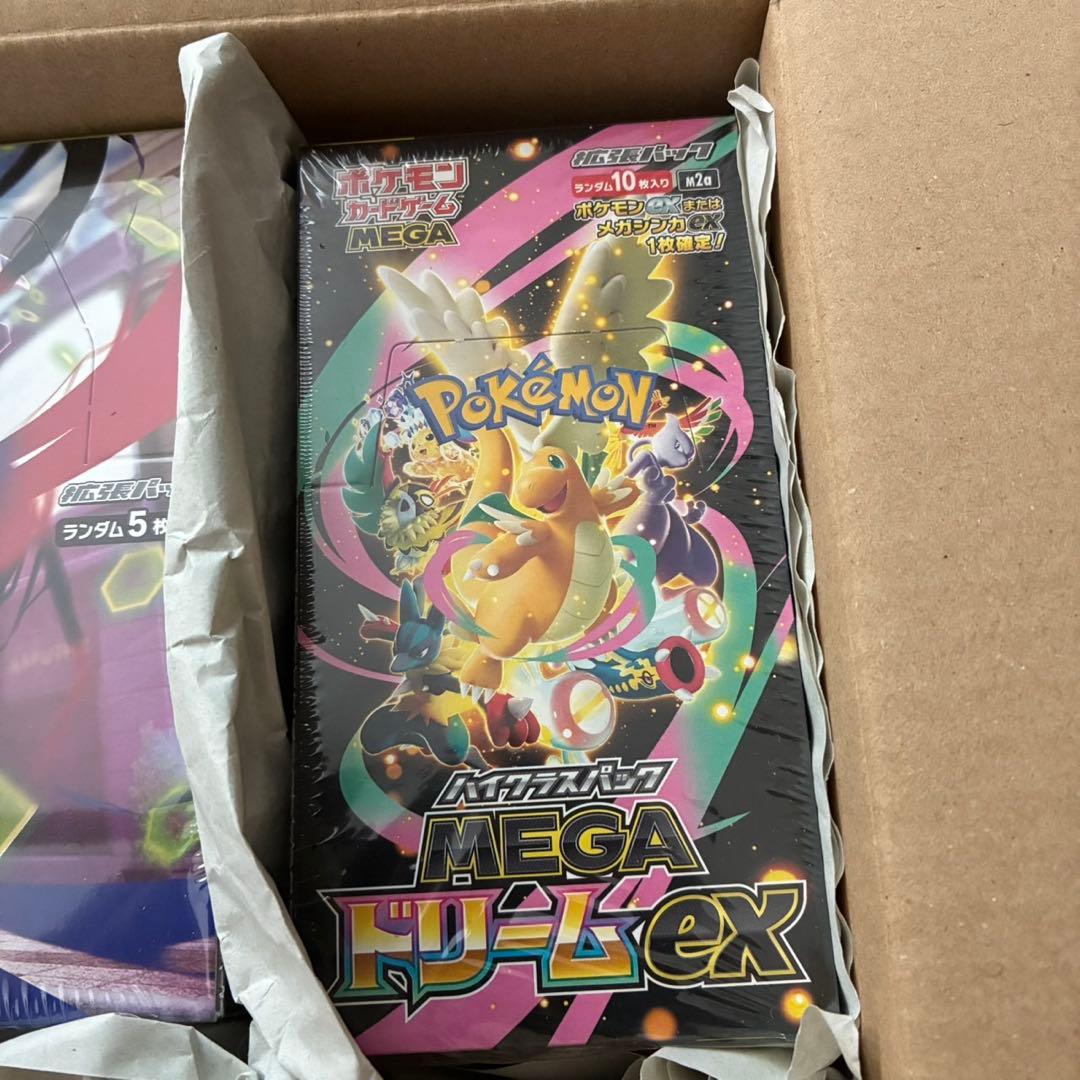 拡張パッ
ランダム5枚
ポケモン
カードゲーム
MEGA
拡張パック
ランダム10枚入り M2a
ポケモンexまたは
メガシンカex
1枚確定!
POKÉMON
TM
ハイクラスパック
MEGA
ドリームex